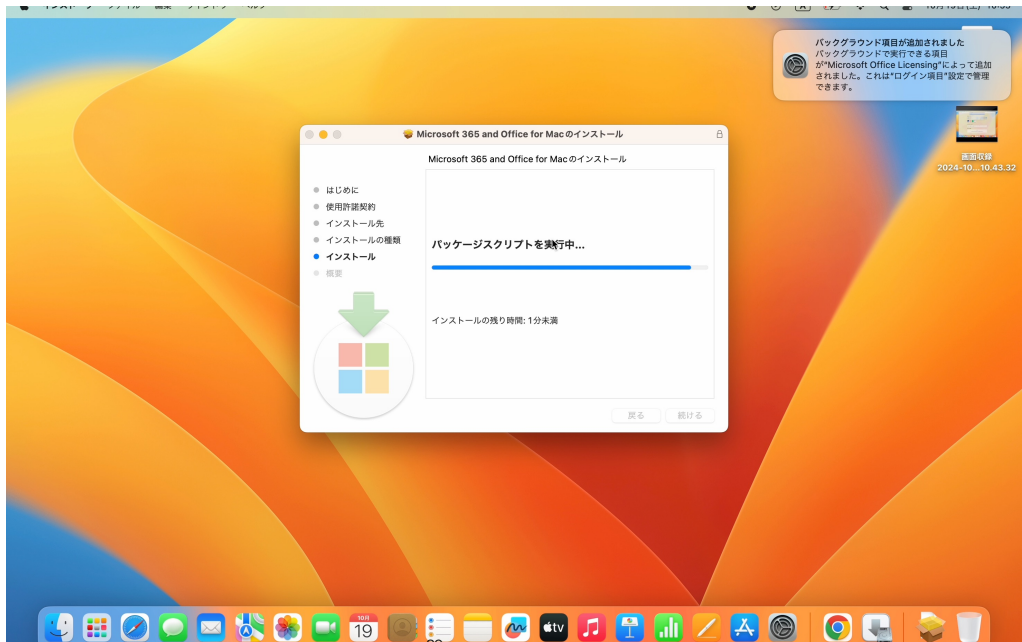 バックグラウンド項目が追加されました
バックグラウンドで実行できる項目
が"Microsoft Office Licensing"によって追加
されました。これは"ログイン項目"設定で管理
できます。
画面収録
2024-10...10.43.32
Microsoft 365 and Office for Macのインストール
Microsoft 365 and Office for Macのインストール
はじめに
使用許諾契約
インストール先
インストールの種類
インストール
概要
パッケージスクリプトを実行中...
インストールの残り時間: 1分未満
戻る
続ける
10月
19
tv